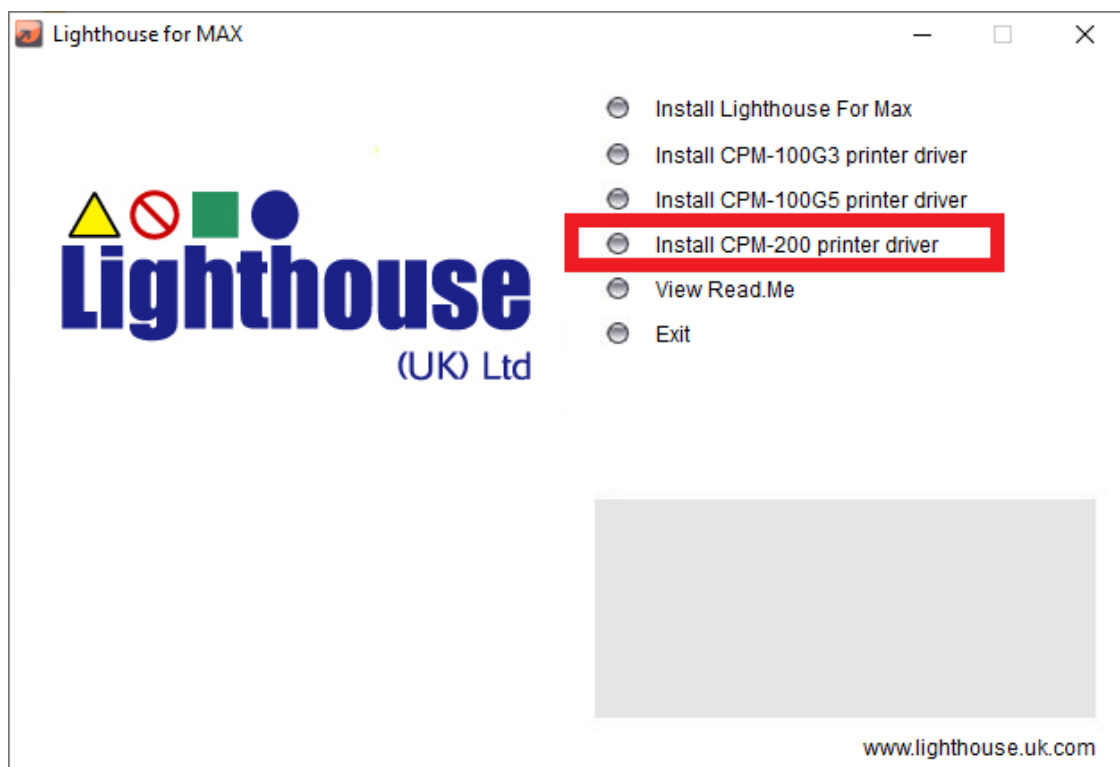 Lighthouse for MAX
Install Lighthouse For Max
Install CPM-100G3 printer driver
Install CPM-100G5 printer driver
Install CPM-200 printer driver
View Read.Me
Exit
Lighthouse
(UK) Ltd
www.lighthouse.uk.com